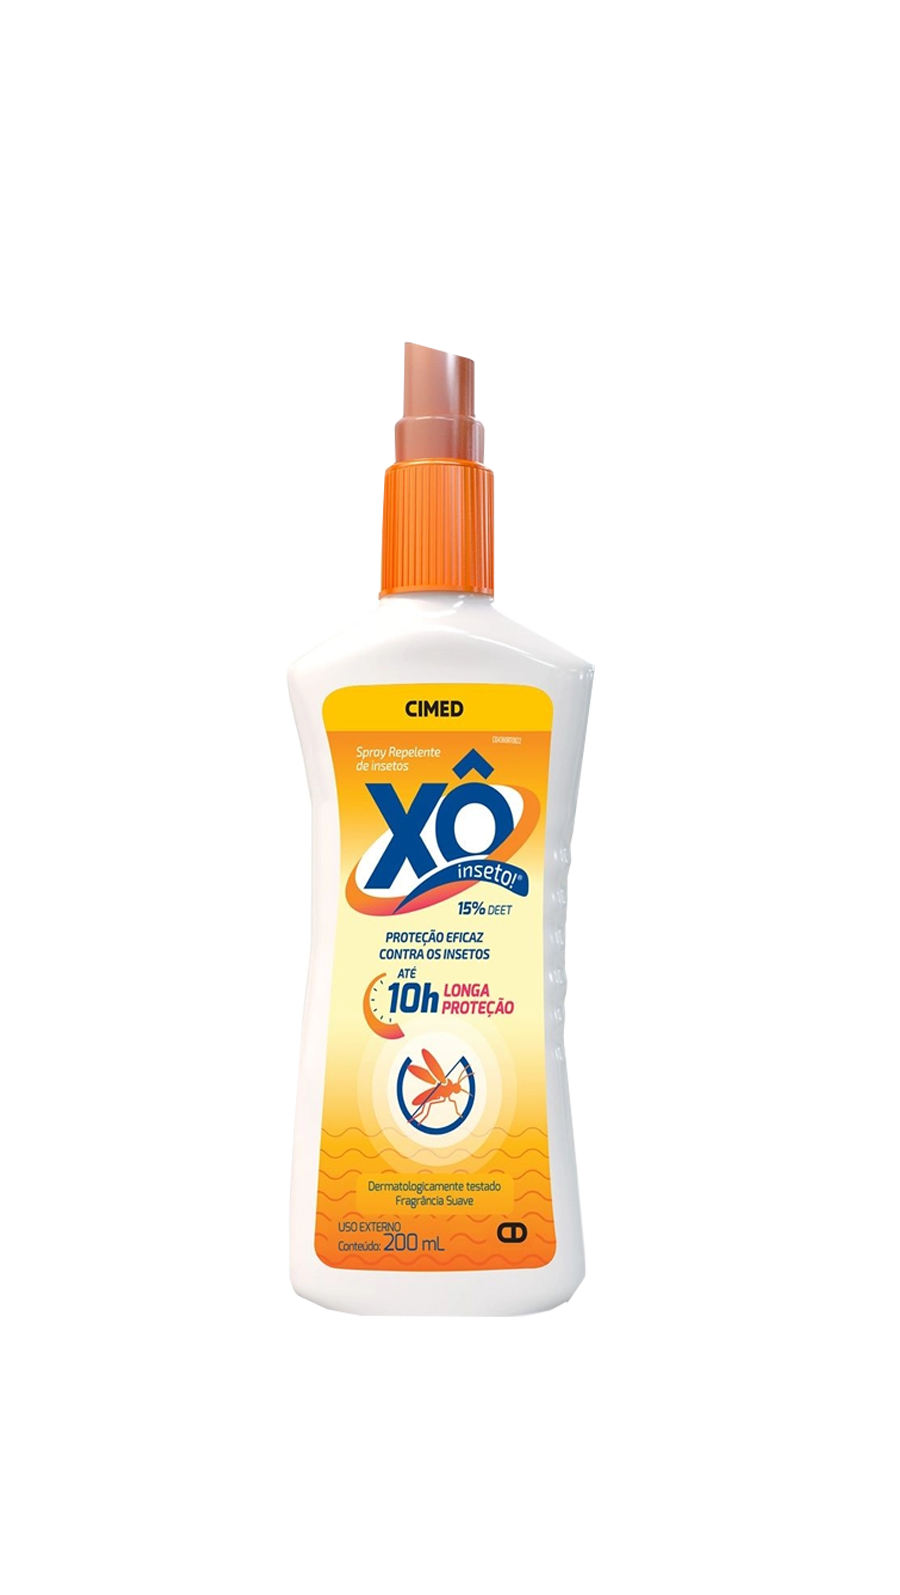 CIMED
Spray Repelente
de insetos
XÔ
inseto!®
15% DEET
PROTEÇÃO EFICAZ
CONTRA OS INSETOS
ATÉ
10h LONGA
PROTEÇÃO
Dermatologicamente testado
Fragrância Suave
USO EXTERNO
Conteúdo: 200 mL